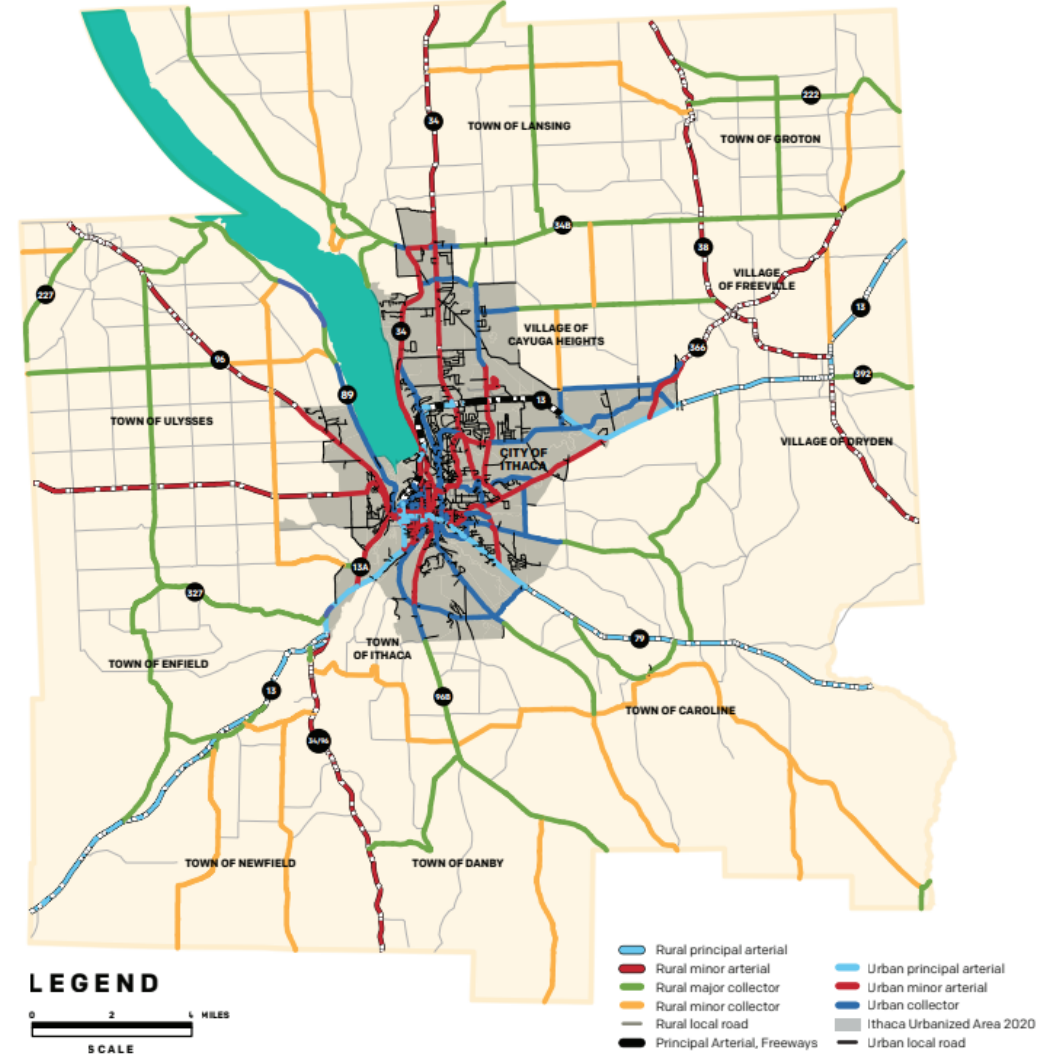 34
TOWN OF LANSING
222
TOWN OF GROTON
34B
38
227
VILLAGE
OF FREEVILLE
13
34
VILLAGE OF
CAYUGA HEIGHTS
366
96
392
89
13
TOWN OF ULYSSES
VILLAGE OF DRYDEN
CITY OF
ITHACA
13A
327
79
TOWN
OF ITHACA
TOWN OF ENFIELD
13
96B
TOWN OF CAROLINE
34/96
TOWN OF NEWFIELD
TOWN OF DANBY
LEGEND
0 2 4 MILES
SCALE
Rural principal arterial
Rural minor arterial
Rural major collector
Rural minor collector
Rural local road
Principal Arterial, Freeways
Urban principal arterial
Urban minor arterial
Urban collector
Ithaca Urbanized Area 2020
Urban local road